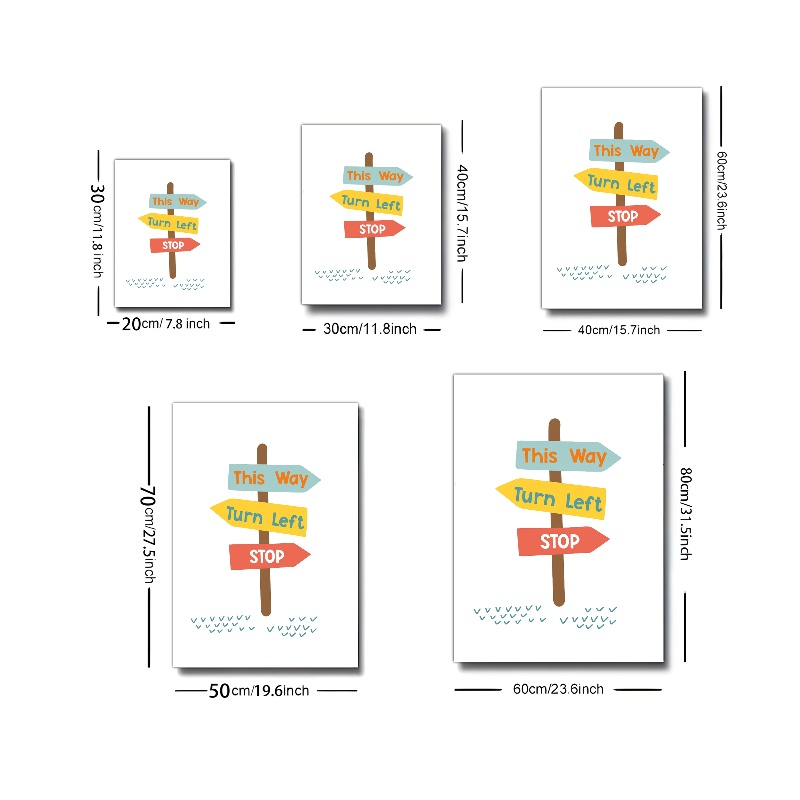 This Way
Turn Left
STOP
30cm/11.8 inch
20cm/7.8 inch
This Way
Turn Left
STOP
40cm/15.7inch
30cm/11.8inch
This Way
Turn Left
STOP
60cm/23.6inch
40cm/15.7inch
This Way
Turn Left
STOP
70cm/27.5inch
50cm/19.6inch
This Way
Turn Left
STOP
80cm/31.5inch
60cm/23.6inch